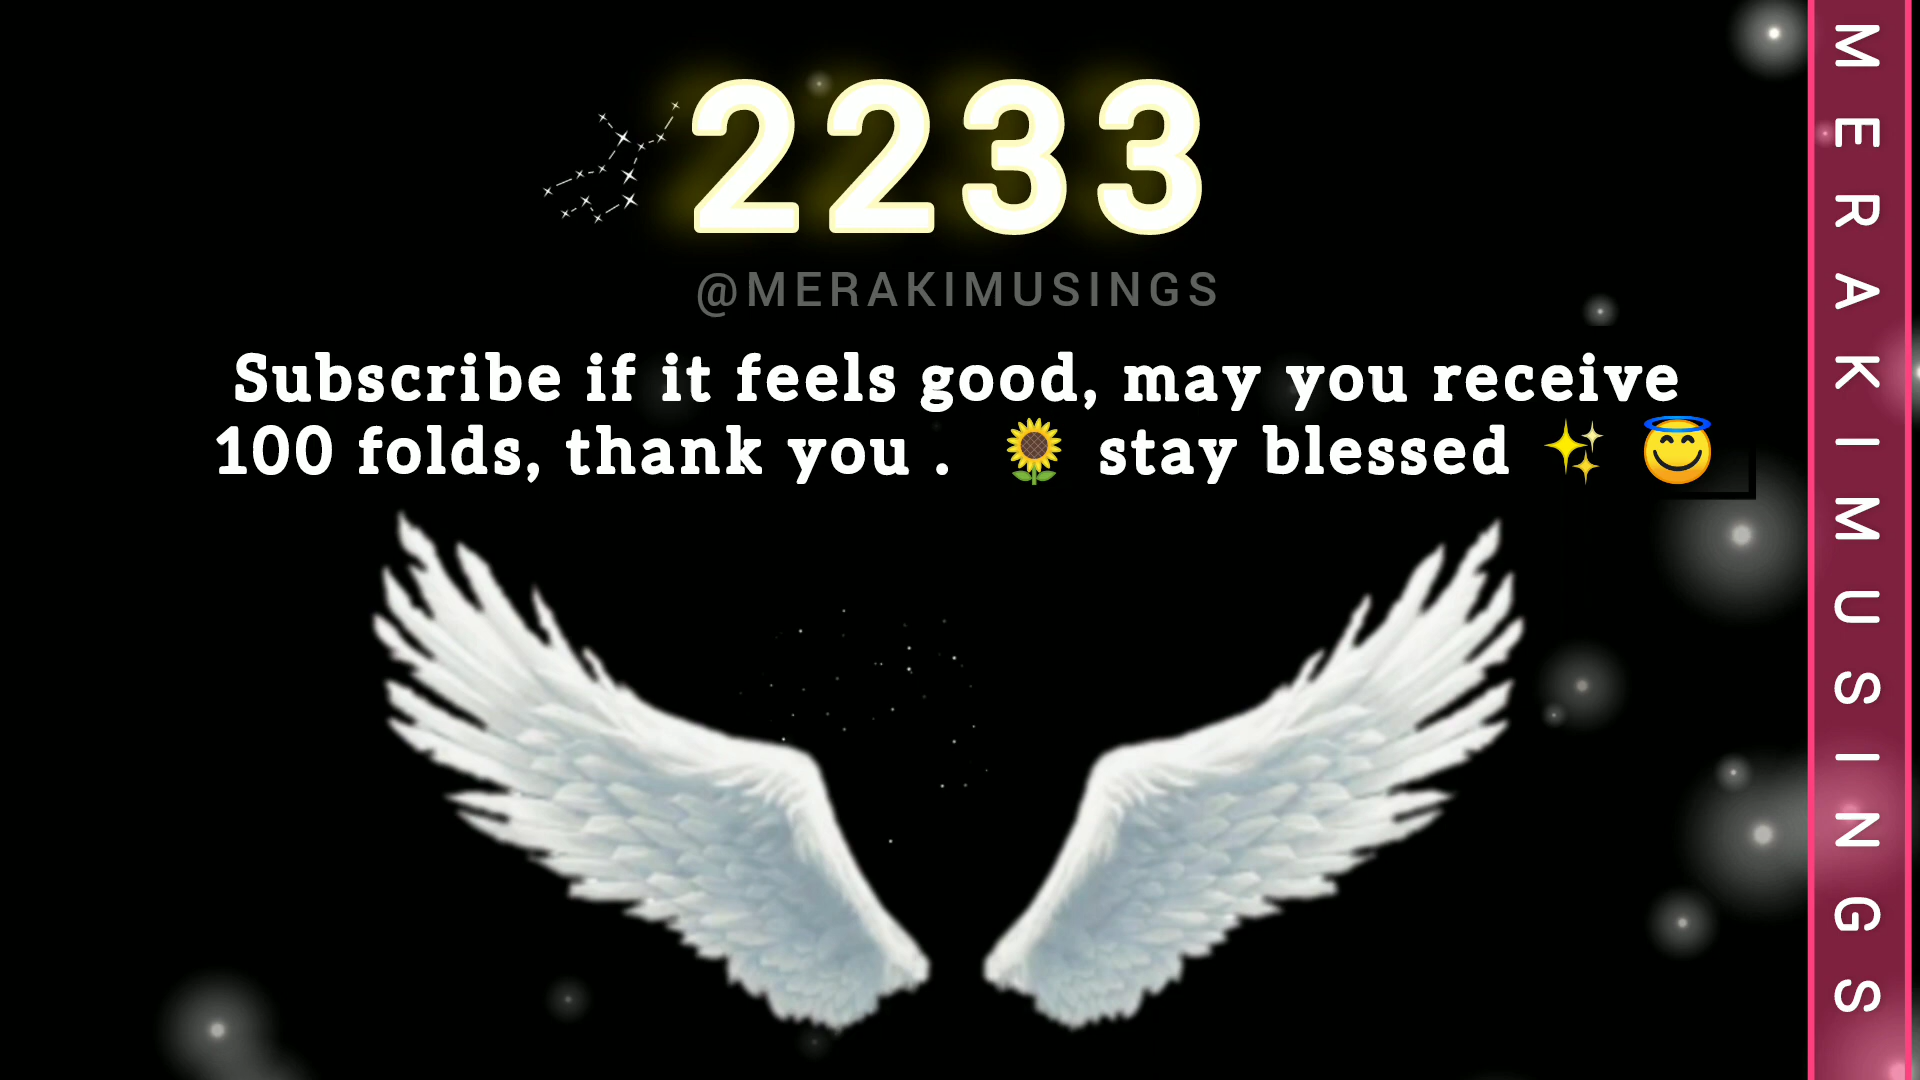 2233
@MERAKIMUSINGS
Subscribe if it feels good, may you receive
100 folds, thank you . 🌻 stay blessed ✨ 😇
MERAKIMUSINGS